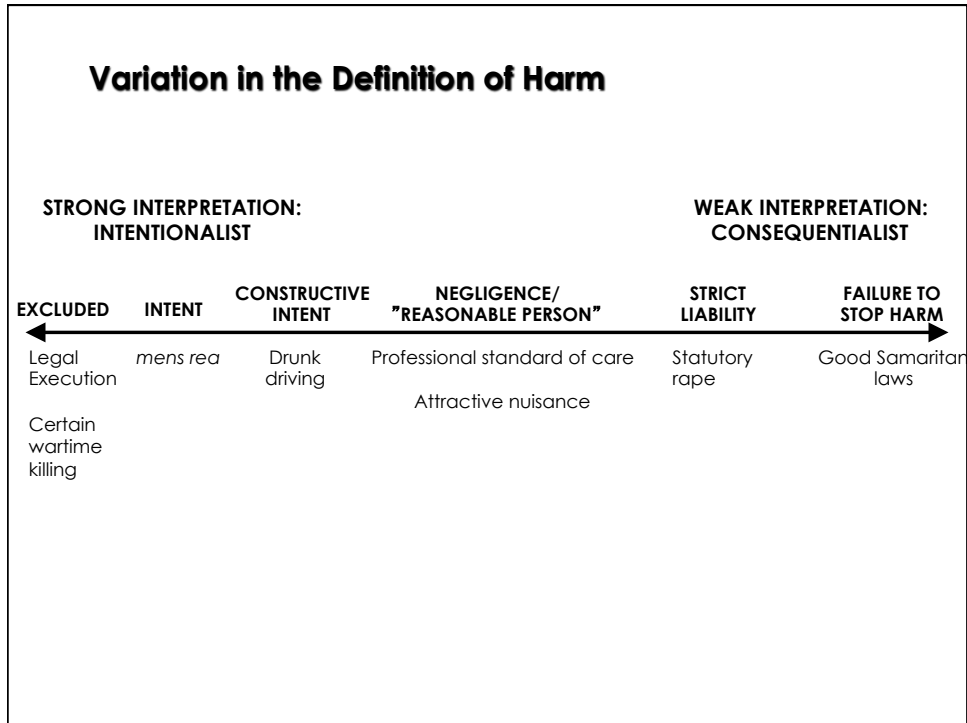 Variation in the Definition of Harm
STRONG INTERPRETATION:
INTENTIONALIST
WEAK INTERPRETATION:
CONSEQUENTIALIST
EXCLUDED
INTENT
CONSTRUCTIVE
INTENT
NEGLIGENCE/
”REASONABLE PERSON”
STRICT
LIABILITY
FAILURE TO
STOP HARM
Legal
Execution
Certain
wartime
killing
mens rea
Drunk
driving
Professional standard of care
Attractive nuisance
Statutory
rape
Good Samaritan
laws